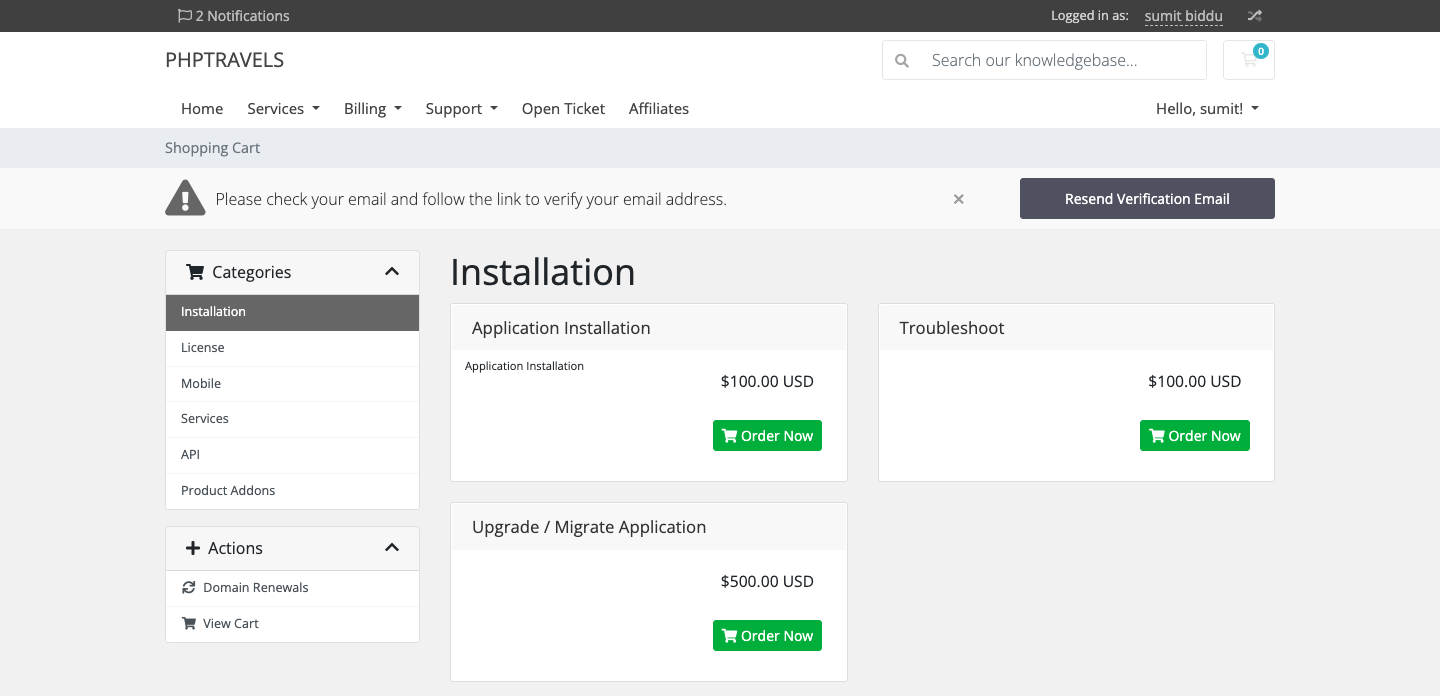 2 Notifications
Logged in as: sumit biddu
PHPTRAVELS
Search our knowledgebase...
0
Home Services Billing Support Open Ticket Affiliates
Hello, sumit!
Shopping Cart
Please check your email and follow the link to verify your email address.
×
Resend Verification Email
Categories
Installation
License
Mobile
Services
API
Product Addons
Actions
Domain Renewals
View Cart
Installation
Application Installation
Application Installation
$100.00 USD
Order Now
Troubleshoot
$100.00 USD
Order Now
Upgrade / Migrate Application
$500.00 USD
Order Now